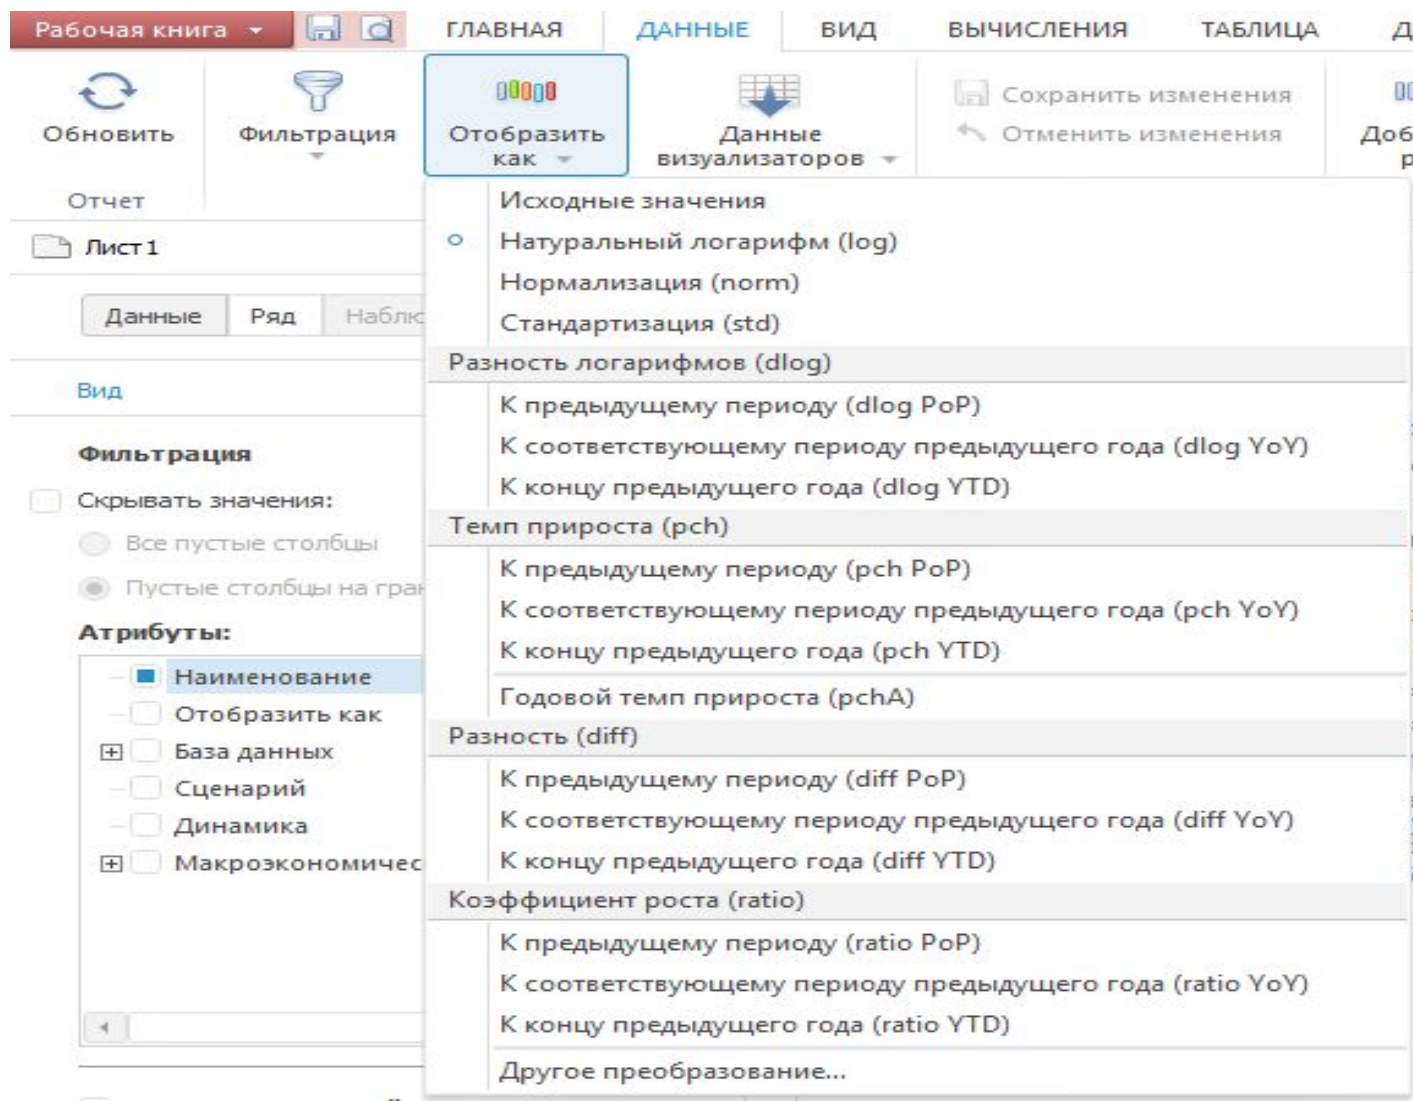 Рабочая книга
ГЛАВНАЯ ДАННЫЕ ВИД ВЫЧИСЛЕНИЯ ТАБЛИЦА
Обновить
Фильтрация
Отобразить
как
Данные
визуализаторов
Сохранить изменения
Отменить изменения
Отчет
Лист1
Данные Ряд
Вид
Фильтрация
Скрывать значения:
Все пустые столбцы
Пустые столбцы на
Атрибуты:
Наименование
Отобразить как
База данных
Сценарий
Динамика
Макроэкономичес
Исходные значения
Натуральный логарифм (log)
Нормализация (norm)
Стандартизация (std)
Разность логарифмов (dlog)
К предыдущему периоду (dlog PoP)
К соответствующему периоду предыдущего года (dlog YoY)
К концу предыдущего года (dlog YTD)
Темп прироста (pch)
К предыдущему периоду (pch PoP)
К соответствующему периоду предыдущего года (pch YoY)
К концу предыдущего года (pch YTD)
Годовой темп прироста (pchA)
Разность (diff)
К предыдущему периоду (diff PoP)
К соответствующему периоду предыдущего года (diff YoY)
К концу предыдущего года (diff YTD)
Коэффициент роста (ratio)
К предыдущему периоду (ratio PoP)
К соответствующему периоду предыдущего года (ratio YoY)
К концу предыдущего года (ratio YTD)
Другое преобразование...